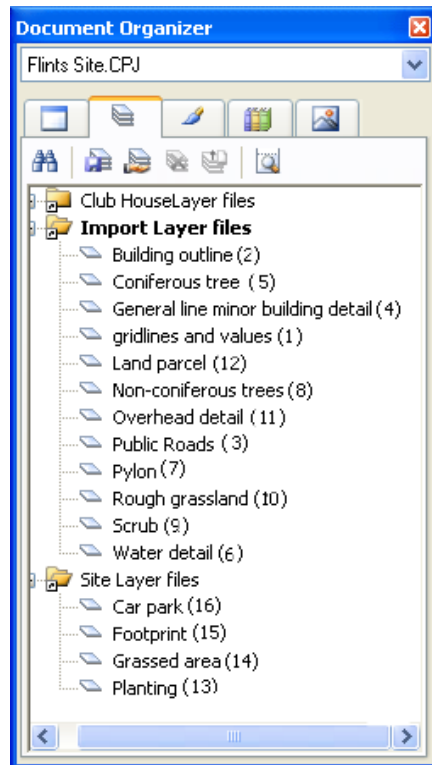 Document Organizer
Flints Site.CPJ
Club HouseLayer files
Import Layer files
Building outline (2)
Coniferous tree (5)
General line minor building detail (4)
gridlines and values (1)
Land parcel (12)
Non-coniferous trees (8)
Overhead detail (11)
Public Roads (3)
Pylon (7)
Rough grassland (10)
Scrub (9)
Water detail (6)
Site Layer files
Car park (16)
Footprint (15)
Grassed area (14)
Planting (13)